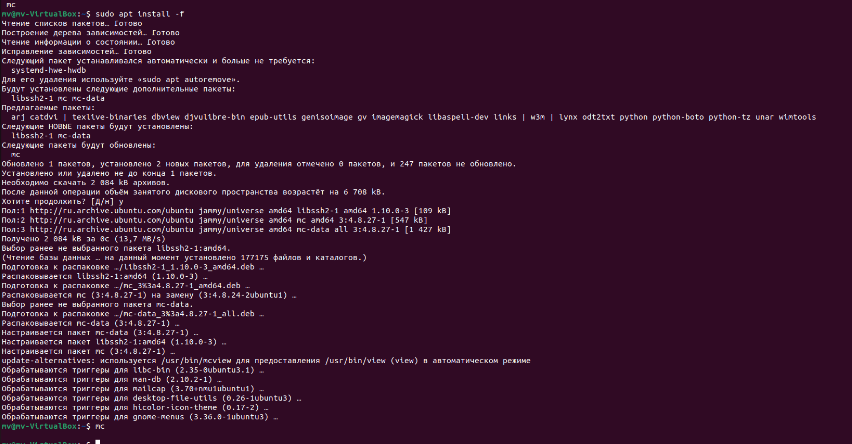 mc
mv@mv-VirtualBox:~$ sudo apt install -f
Чтение списков пакетов… Готово
Построение дерева зависимостей… Готово
Чтение информации о состоянии… Готово
Исправление зависимостей… Готово
Следующий пакет устанавливался автоматически и больше не требуется:
systemd-hwe-hwdb
Для его удаления используйте «sudo apt autoremove».
Будут установлены следующие дополнительные пакеты:
libssh2-1 mc mc-data
Предлагаемые пакеты:
arj catdvi | texlive-binaries dbview djvulibre-bin epub-utils genisoimage gv imagemagick libaspell-dev links | w3m | lynx odt2txt python python-boto python-tz unar wimtools
Следующие НОВЫЕ пакеты будут установлены:
libssh2-1 mc-data
Следующие пакеты будут обновлены:
mc
Обновлено 1 пакетов, установлено 2 новых пакетов, для удаления отмечено 0 пакетов, и 247 пакетов не обновлено.
Установлено или удалено не до конца 1 пакетов.
Необходимо скачать 2 084 kB архивов.
После данной операции объём занятого дискового пространства возрастёт на 6 708 kB.
Хотите продолжить? [Д/н] y
Пол:1 http://ru.archive.ubuntu.com/ubuntu jammy/universe amd64 libssh2-1 amd64 1.10.0-3 [109 kB]
Пол:2 http://ru.archive.ubuntu.com/ubuntu jammy/universe amd64 mc amd64 3:4.8.27-1 [547 kB]
Пол:3 http://ru.archive.ubuntu.com/ubuntu jammy/universe amd64 mc-data all 3:4.8.27-1 [1 427 kB]
Получено 2 084 kB за 0с (13,7 MB/s)
Выбор ранее не выбранного пакета libssh2-1:amd64.
(Чтение базы данных … на данный момент установлено 177175 файлов и каталогов.)
Подготовка к распаковке …/libssh2-1_1.10.0-3_amd64.deb …
Распаковывается libssh2-1:amd64 (1.10.0-3) …
Подготовка к распаковке …/mc_3%3a4.8.27-1_amd64.deb …
Распаковывается mc (3:4.8.27-1) на замену (3:4.8.24-2ubuntu1) …
Выбор ранее не выбранного пакета mc-data.
Подготовка к распаковке …/mc-data_3%3a4.8.27-1_all.deb …
Распаковывается mc-data (3:4.8.27-1) …
Настраивается пакет mc-data (3:4.8.27-1) …
Настраивается пакет libssh2-1:amd64 (1.10.0-3) …
Настраивается пакет mc (3:4.8.27-1) …
update-alternatives: используется /usr/bin/mcview для предоставления /usr/bin/view (view) в автоматическом режиме
Обрабатываются триггеры для libc-bin (2.35-0ubuntu3.1) …
Обрабатываются триггеры для man-db (2.10.2-1) …
Обрабатываются триггеры для mailcap (3.70+nmu1ubuntu1) …
Обрабатываются триггеры для desktop-file-utils (0.26-1ubuntu3) …
Обрабатываются триггеры для hicolor-icon-theme (0.17-2) …
Обрабатываются триггеры для gnome-menus (3.36.0-1ubuntu3) …
mv@mv-VirtualBox:~$ mc
mv@mv-VirtualBox:~$